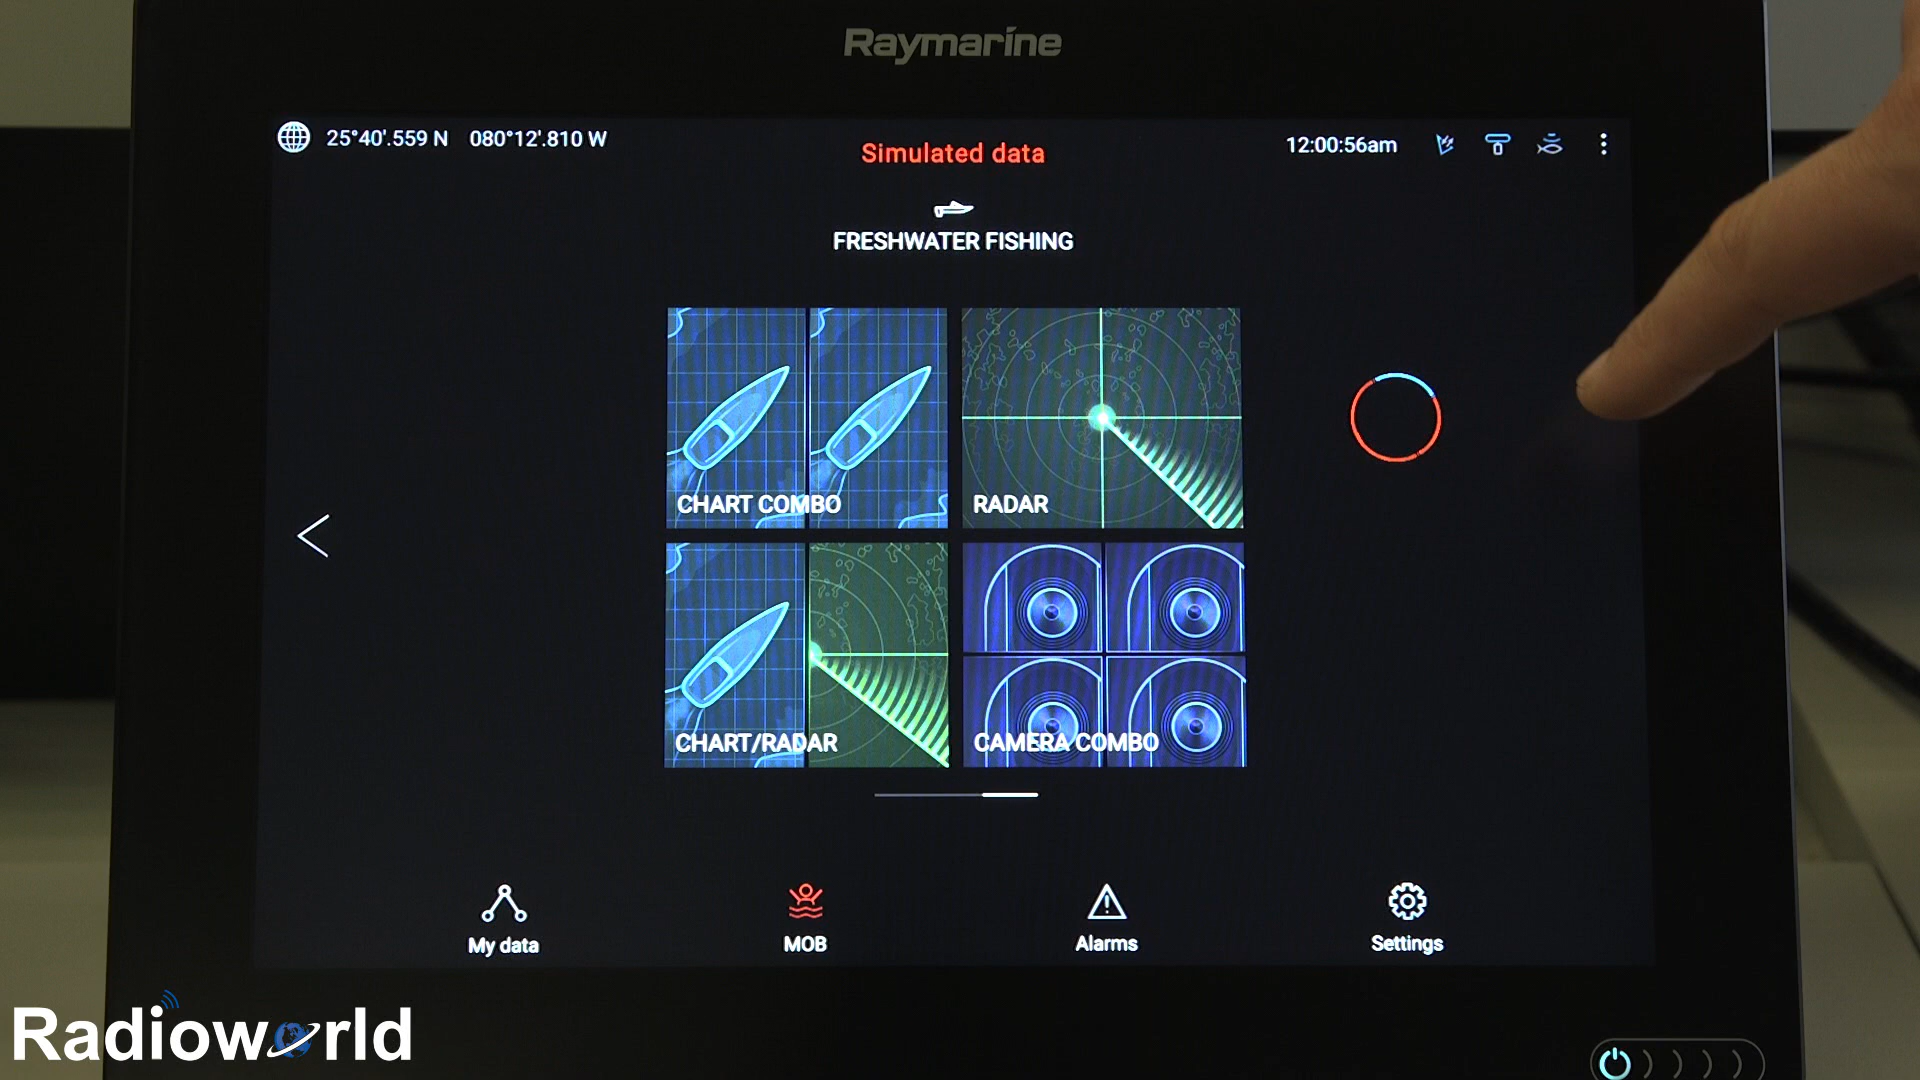 Raymarine
25°40'.559 N 080°12'.810 W
Simulated data
12:00:56am
FRESHWATER FISHING
CHART COMBO
RADAR
CHART/RADAR
CAMERA COMBO
My data
MOB
Alarms
Settings
Radioworld